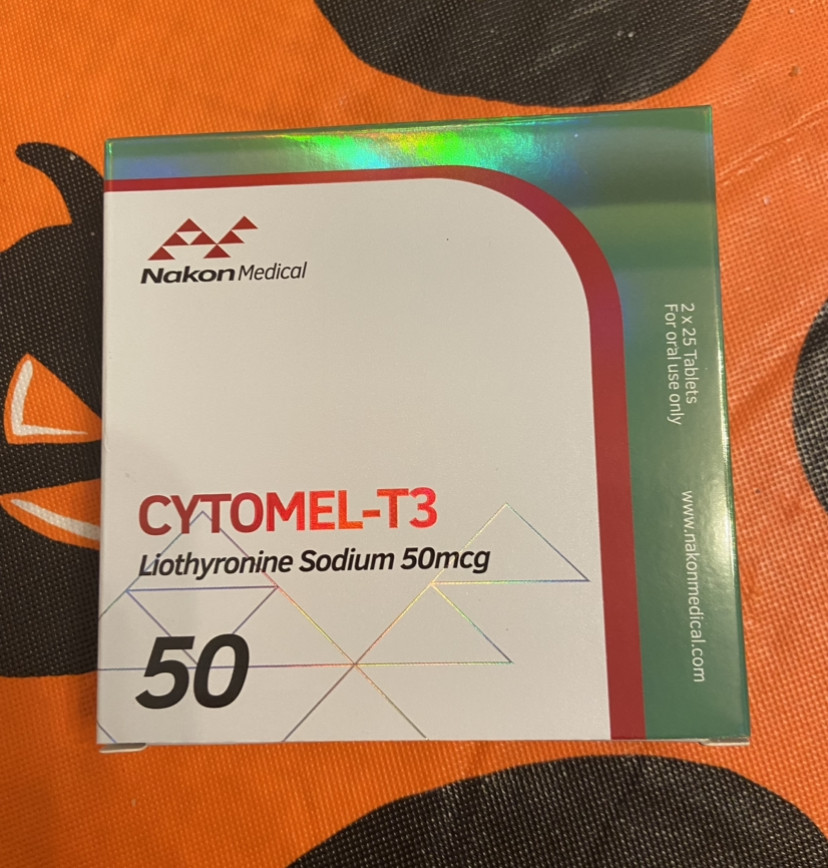 Nakon Medical
CYTOMEL-T3
Liothyronine Sodium 50mcg
50
2 x 25 Tablets
For oral use only
www.nakonmedical.com